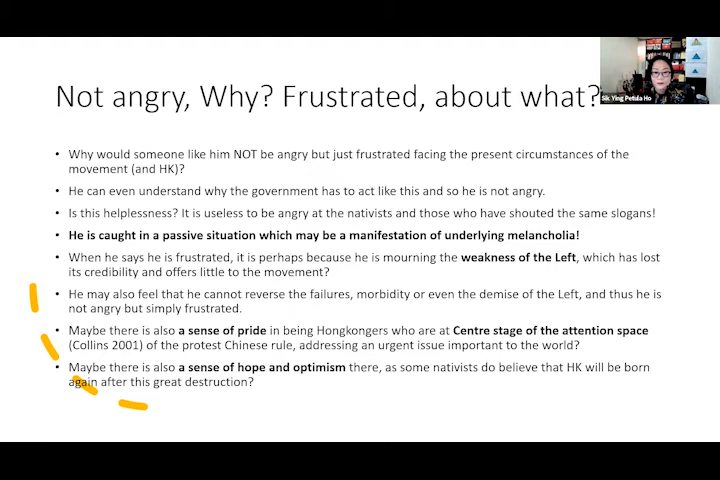 Sik Ying Petula Ho
Not angry, Why? Frustrated, about what?
• Why would someone like him NOT be angry but just frustrated facing the present circumstances of the
movement (and HK)?
• He can even understand why the government has to act like this and so he is not angry.
• Is this helplessness? It is useless to be angry at the nativists and those who have shouted the same slogans!
• He is caught in a passive situation which may be a manifestation of underlying melancholia!
• When he says he is frustrated, it is perhaps because he is mourning the weakness of the Left, which has lost
its credibility and offers little to the movement?
• He may also feel that he cannot reverse the failures, morbidity or even the demise of the Left, and thus he is
not angry but simply frustrated.
• Maybe there is also a sense of pride in being Hongkongers who are at Centre stage of the attention space
(Collins 2001) of the protest Chinese rule, addressing an urgent issue important to the world?
• Maybe there is also a sense of hope and optimism there, as some nativists do believe that HK will be born
again after this great destruction?